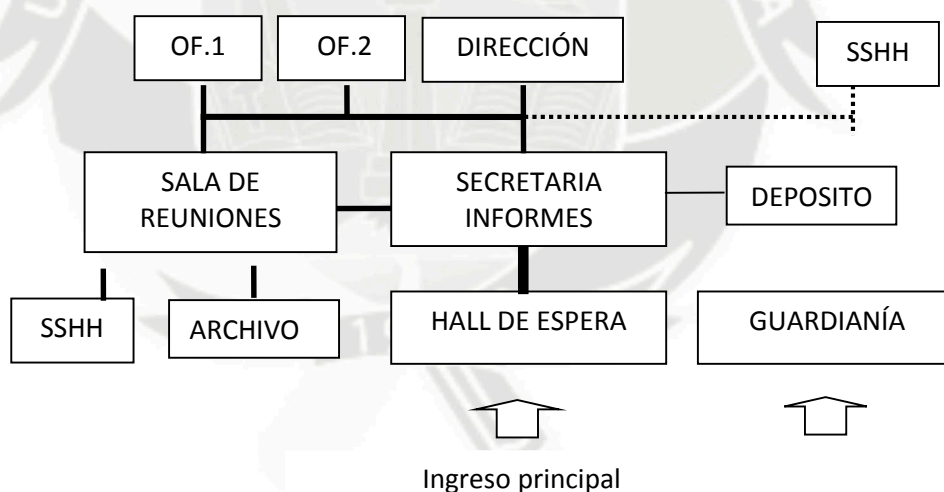 OF.1
OF.2
DIRECCIÓN
SSHH
SALA DE
REUNIONES
SECRETARIA
INFORMES
DEPOSITO
SSHH
ARCHIVO
HALL DE ESPERA
GUARDIANÍA
Ingreso principal